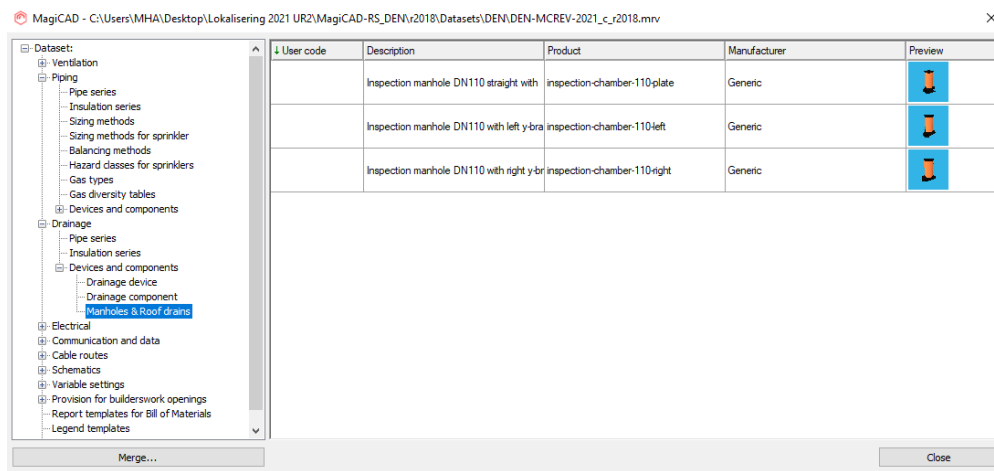 MagiCAD - C:\Users\MHA\Desktop\Lokalisering 2021 UR2\MagiCAD-RS_DEN\r2018\Datasets\DEN\DEN-MCREV-2021_c_r2018.mrv
Dataset:
Ventilation
Piping
Pipe series
Insulation series
Sizing methods
Sizing methods for sprinkler
Balancing methods
Hazard classes for sprinklers
Gas types
Gas diversity tables
Devices and components
Drainage
Pipe series
Insulation series
Devices and components
Drainage device
Drainage component
Manholes & Roof drains
Electrical
Communication and data
Cable routes
Schematics
Variable settings
Provision for builderswork openings
Report templates for Bill of Materials
Legend templates
Merge...
User code Description Product Manufacturer Preview
Inspection manhole DN110 straight with inspection-chamber-110-plate Generic
Inspection manhole DN110 with left y-bra inspection-chamber-110-left Generic
Inspection manhole DN110 with right y-br inspection-chamber-110-right Generic
Close